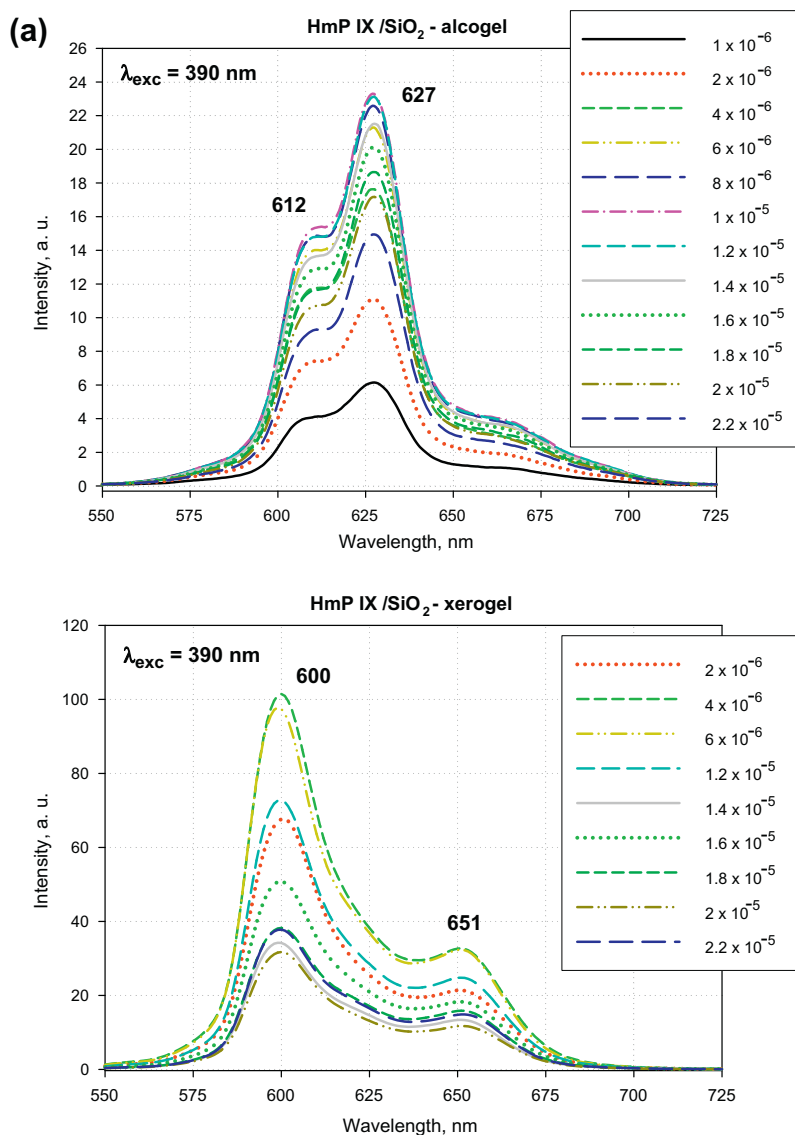 (a)
HmP IX /SiO₂ - alcogel
λexc = 390 nm
612
627
Intensity, a. u.
26
24
22
20
18
16
14
12
10
8
6
4
2
0
550 575 600 625 650 675 700 725
Wavelength, nm
1 x 10⁻⁶
2 x 10⁻⁶
4 x 10⁻⁶
6 x 10⁻⁶
8 x 10⁻⁶
1 x 10⁻⁵
1.2 x 10⁻⁵
1.4 x 10⁻⁵
1.6 x 10⁻⁵
1.8 x 10⁻⁵
2 x 10⁻⁵
2.2 x 10⁻⁵
HmP IX /SiO₂ - xerogel
λexc = 390 nm
600
651
Intensity, a. u.
120
100
80
60
40
20
0
550 575 600 625 650 675 700 725
Wavelength, nm
2 x 10⁻⁶
4 x 10⁻⁶
6 x 10⁻⁶
1.2 x 10⁻⁵
1.4 x 10⁻⁵
1.6 x 10⁻⁵
1.8 x 10⁻⁵
2 x 10⁻⁵
2.2 x 10⁻⁵